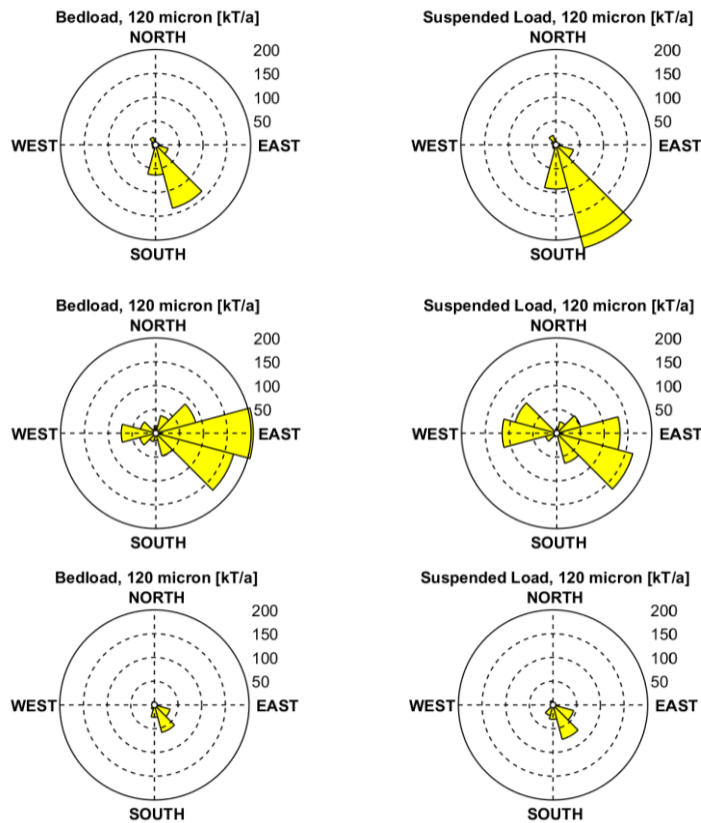 Bedload, 120 micron [kT/a]
NORTH
200
150
100
50
WEST
EAST
SOUTH
Suspended Load, 120 micron [kT/a]
NORTH
200
150
100
50
WEST
EAST
SOUTH
Bedload, 120 micron [kT/a]
NORTH
200
150
100
50
WEST
EAST
SOUTH
Suspended Load, 120 micron [kT/a]
NORTH
200
150
100
50
WEST
EAST
SOUTH
Bedload, 120 micron [kT/a]
NORTH
200
150
100
50
WEST
EAST
SOUTH
Suspended Load, 120 micron [kT/a]
NORTH
200
150
100
50
WEST
EAST
SOUTH